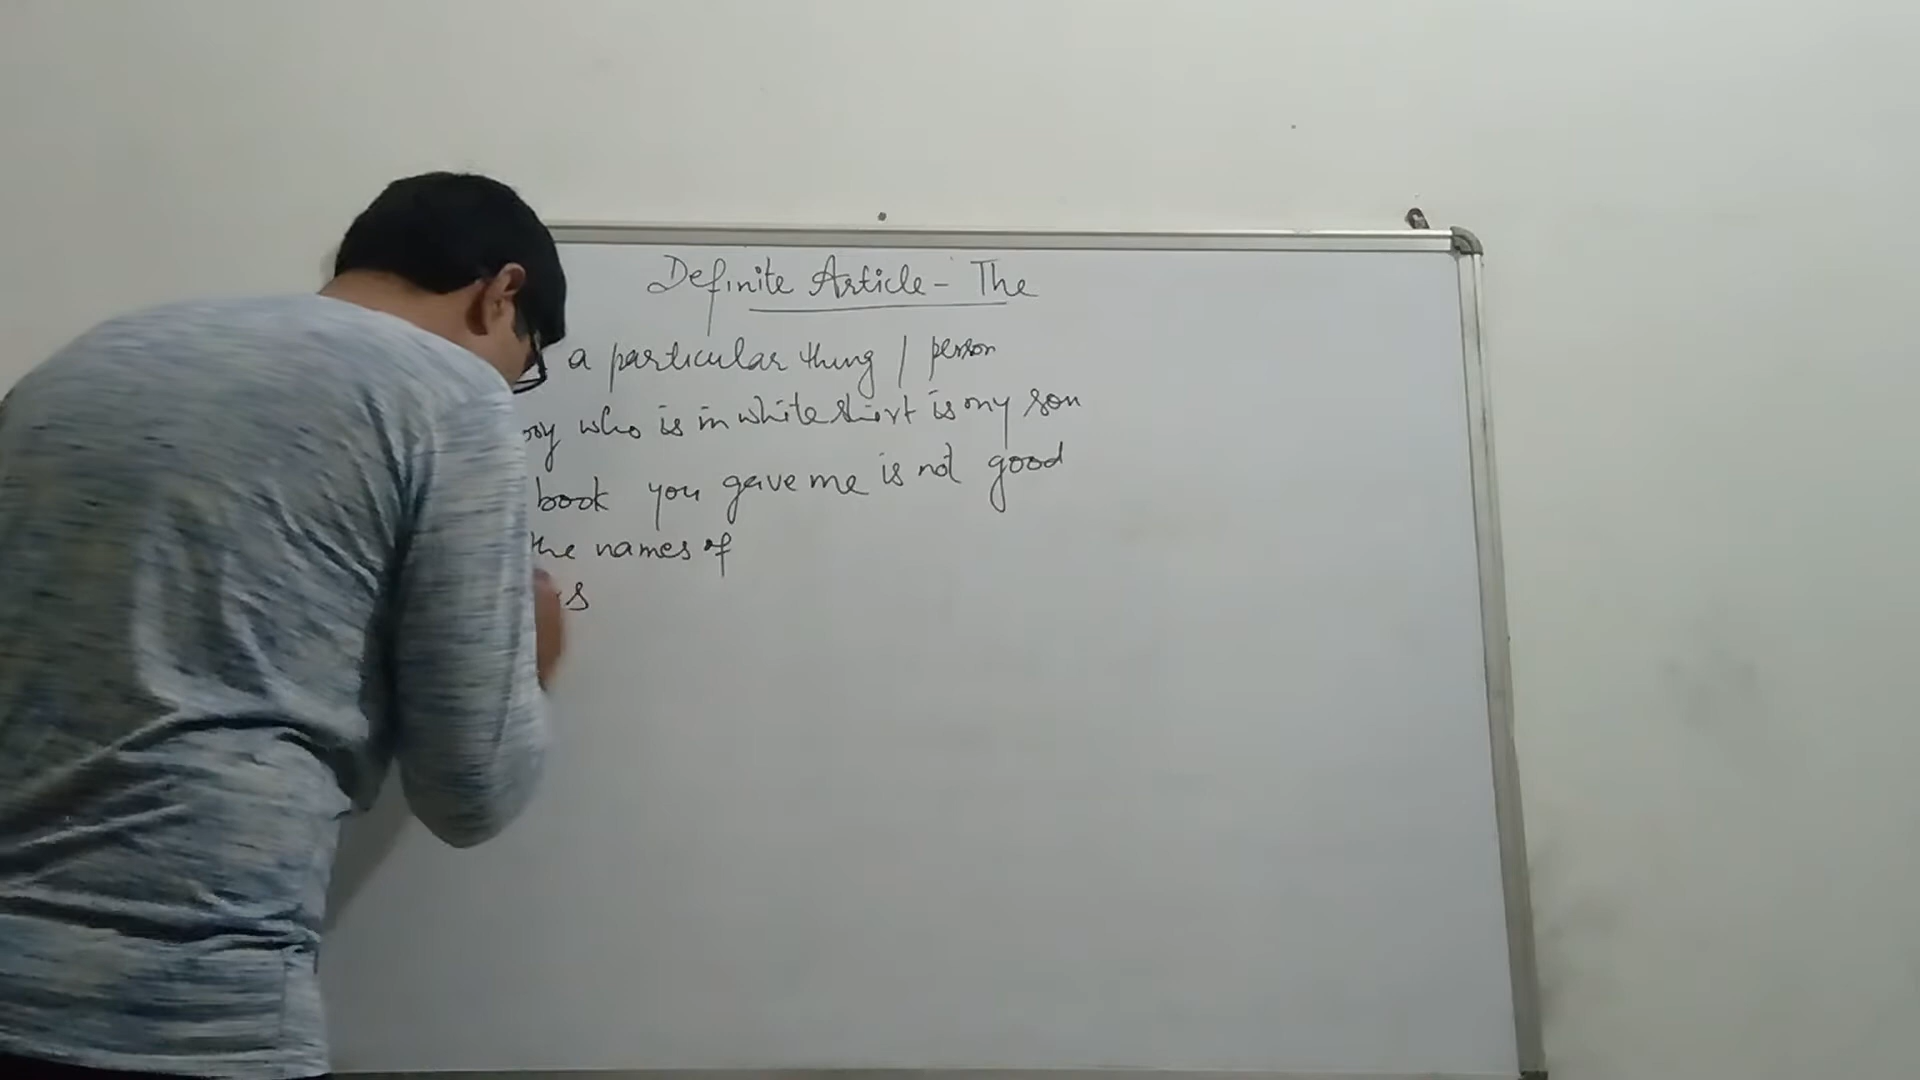 Definite Article - The
a particular thing / person
who is in white shirt is my son
book you gave me is not good
the names of